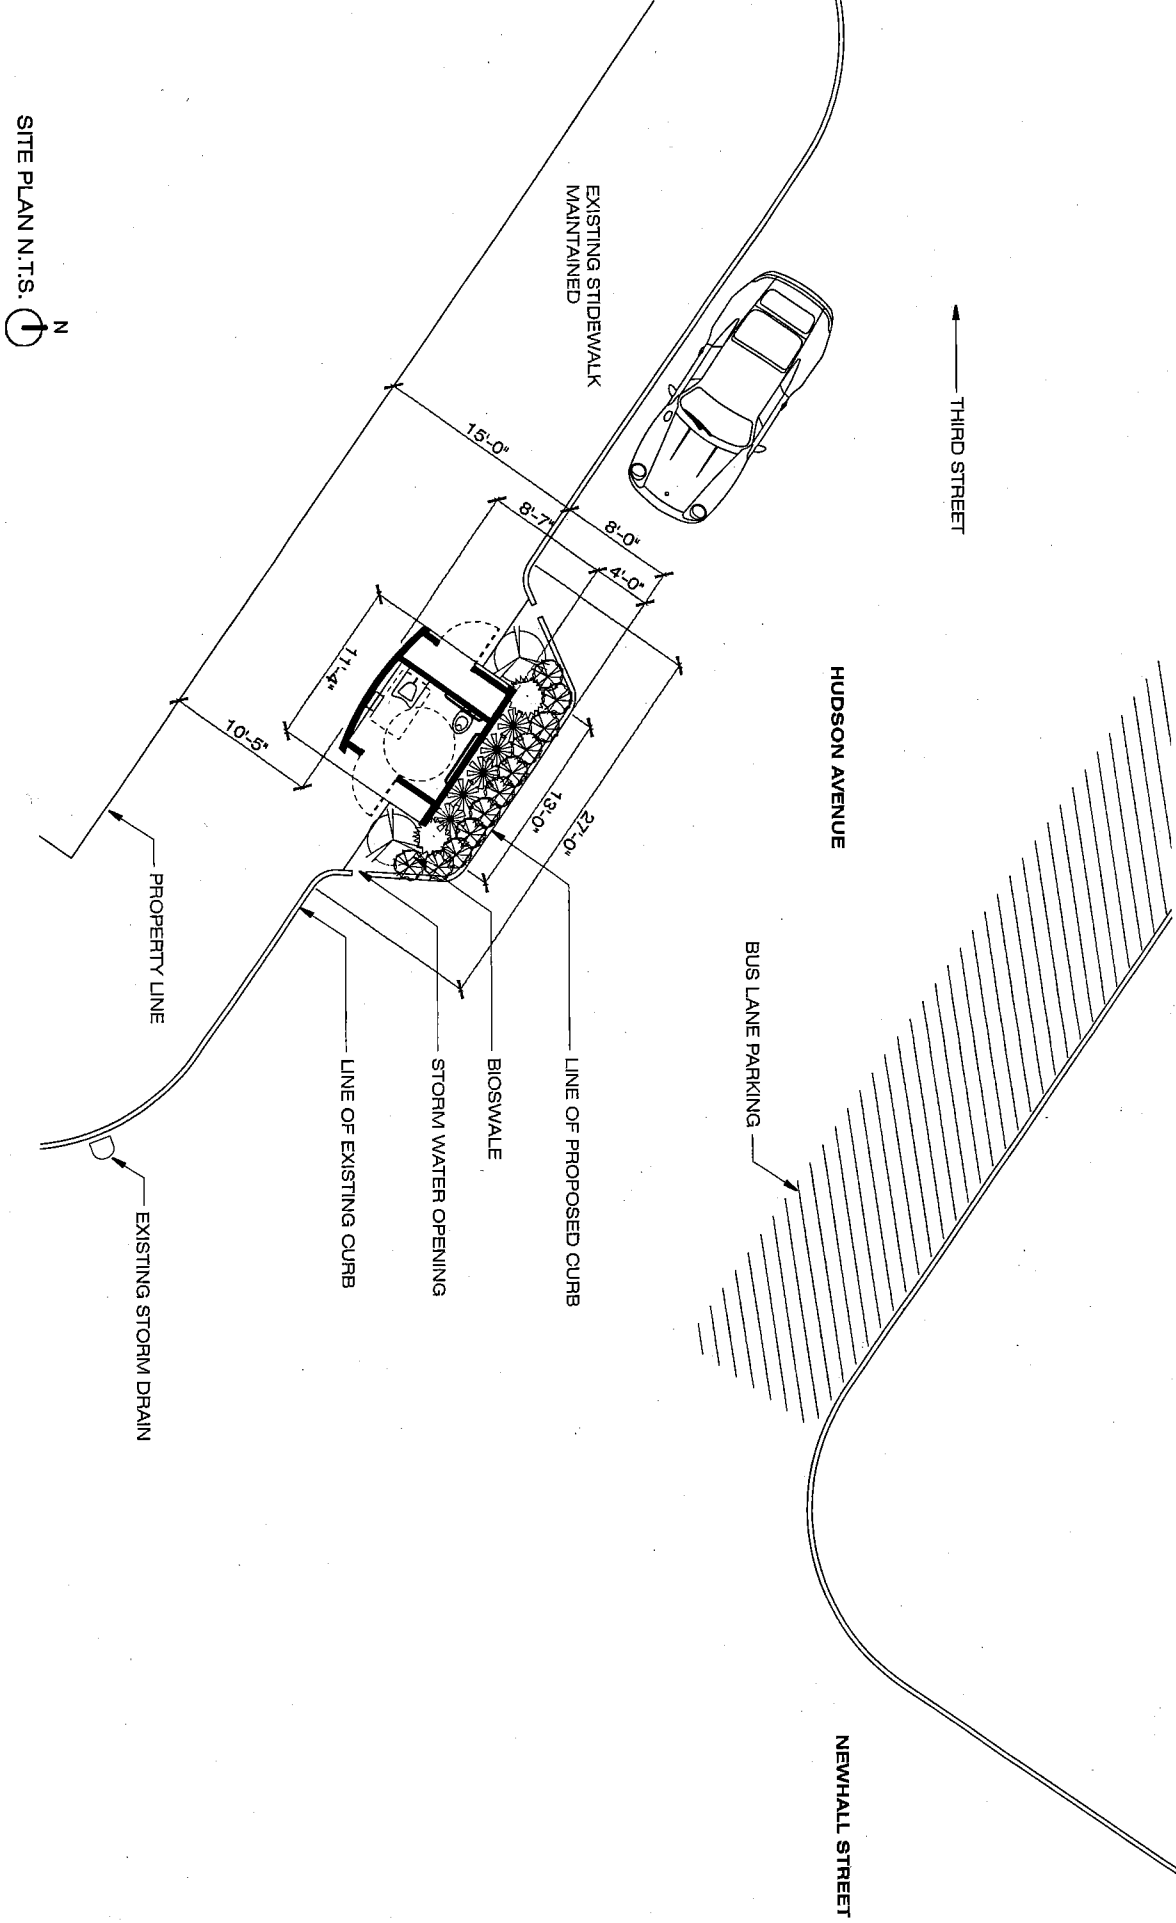 THIRD STREET
HUDSON AVENUE
NEWHALL STREET
BUS LANE PARKING
EXISTING STIDEWALK
MAINTAINED
15'-0"
8'-0"
8'-7"
4'-0"
11'-4"
10'-5"
13'-0"
27'-0"
LINE OF PROPOSED CURB
BIOSWALE
STORM WATER OPENING
LINE OF EXISTING CURB
PROPERTY LINE
EXISTING STORM DRAIN
SITE PLAN N.T.S.
N